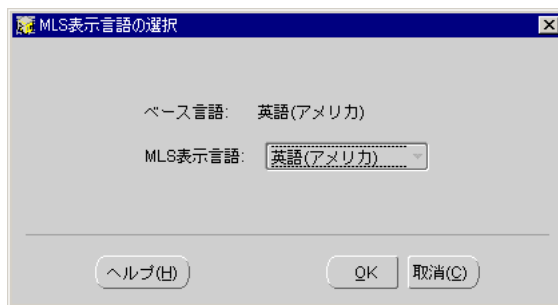 MLS表示言語の選択
ベース言語: 英語(アメリカ)
MLS表示言語: 英語(アメリカ)
ヘルプ(H) OK 取消(C)